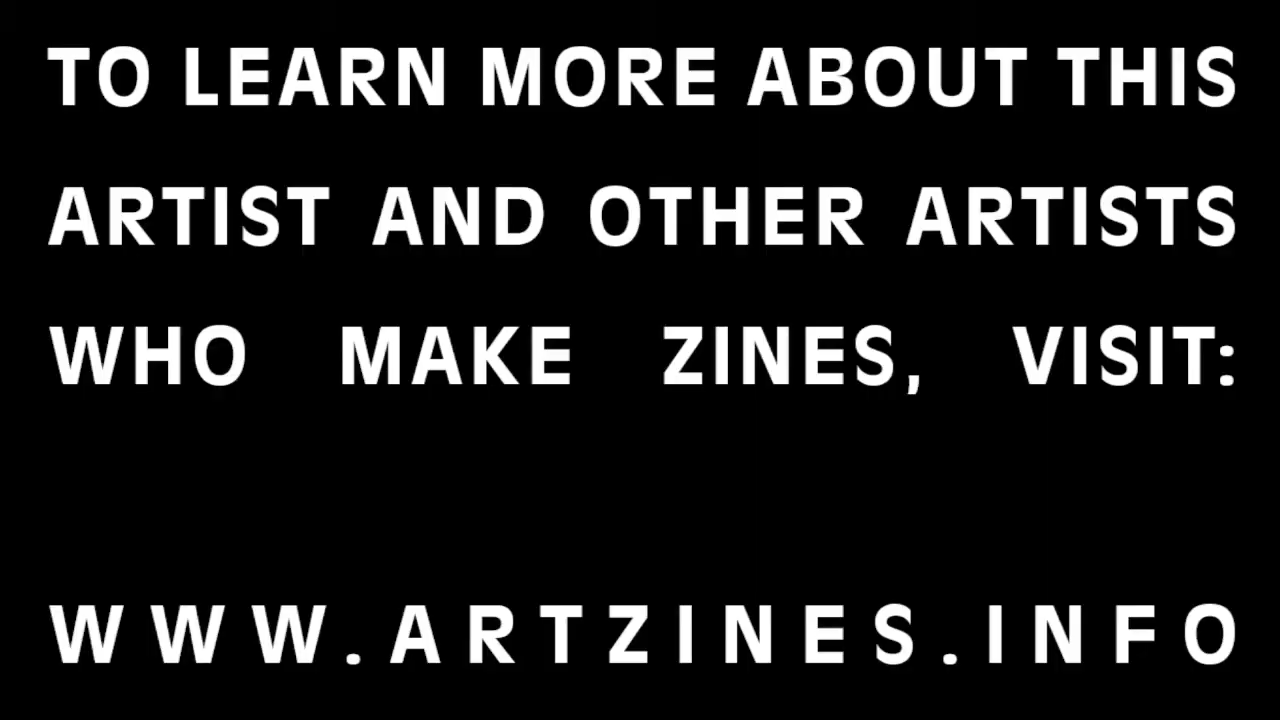 TO LEARN MORE ABOUT THIS
ARTIST AND OTHER ARTISTS
WHO MAKE ZINES, VISIT:
WWW.ARTZINES.INFO